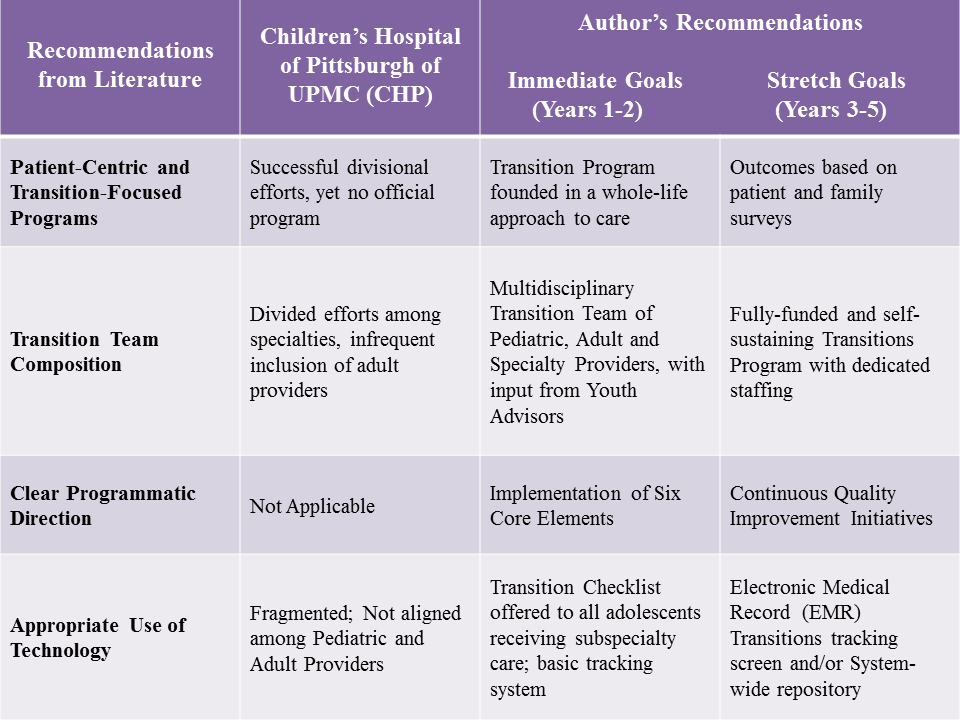 Recommendations
from Literature
Children’s Hospital
of Pittsburgh of
UPMC (CHP)
Author’s Recommendations
Immediate Goals
(Years 1-2)
Stretch Goals
(Years 3-5)
Patient-Centric and
Transition-Focused
Programs
Successful divisional
efforts, yet no official
program
Transition Program
founded in a whole-life
approach to care
Outcomes based on
patient and family
surveys
Transition Team
Composition
Divided efforts among
specialties, infrequent
inclusion of adult
providers
Multidisciplinary
Transition Team of
Pediatric, Adult and
Specialty Providers, with
input from Youth
Advisors
Fully-funded and self-
sustaining Transitions
Program with dedicated
staffing
Clear Programmatic
Direction
Not Applicable
Implementation of Six
Core Elements
Continuous Quality
Improvement Initiatives
Appropriate Use of
Technology
Fragmented; Not aligned
among Pediatric and
Adult Providers
Transition Checklist
offered to all adolescents
receiving subspecialty
care; basic tracking
system
Electronic Medical
Record (EMR)
Transitions tracking
screen and/or System-
wide repository